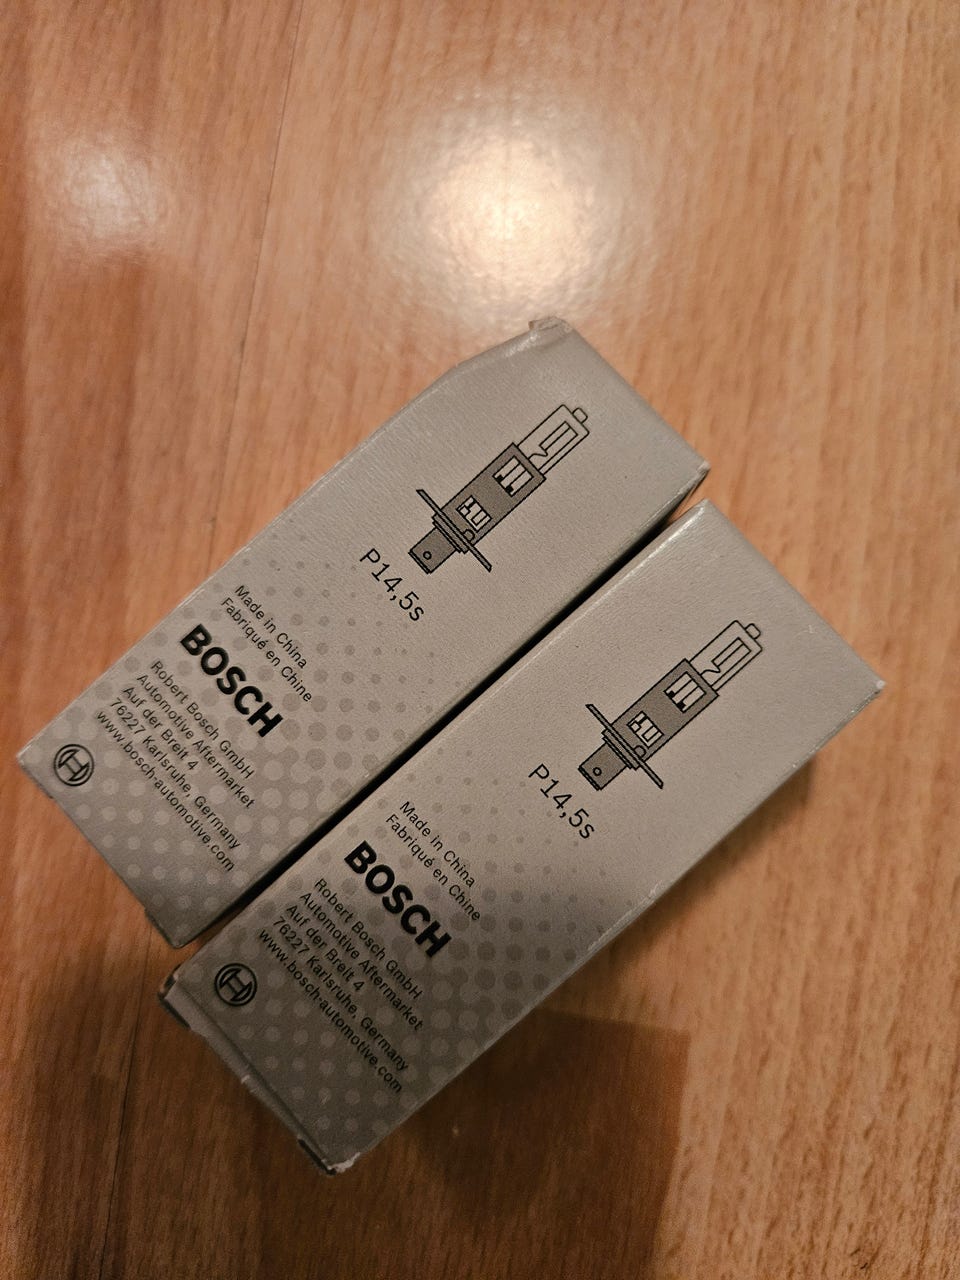 P14,5s
Made in China
Fabriqué en Chine
BOSCH
Robert Bosch GmbH
Automotive Aftermarket
Auf der Breit 4
76227 Karlsruhe, Germany
www.bosch-automotive.com
P14,5s
Made in China
Fabriqué en Chine
BOSCH
Robert Bosch GmbH
Automotive Aftermarket
Auf der Breit 4
76227 Karlsruhe, Germany
www.bosch-automotive.com